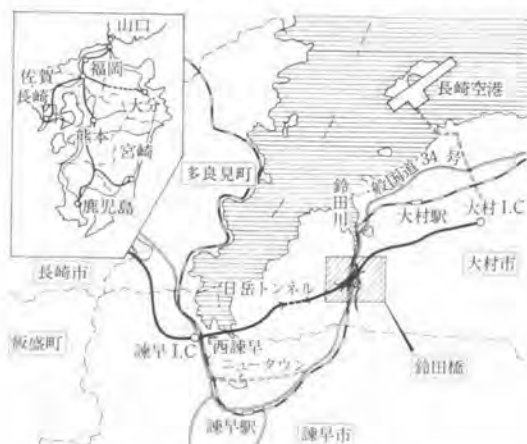 山口
福岡
佐賀
長崎
大分
熊本
宮崎
鹿児島
長崎空港
一般国道34号
多良見町
鈴田川
大村駅
大村I.C
大村市
長崎市
日岳トンネル
飯盛町
諫早I.C
西諫早
ニュータウン
鈴田橋
諫早駅
諫早市